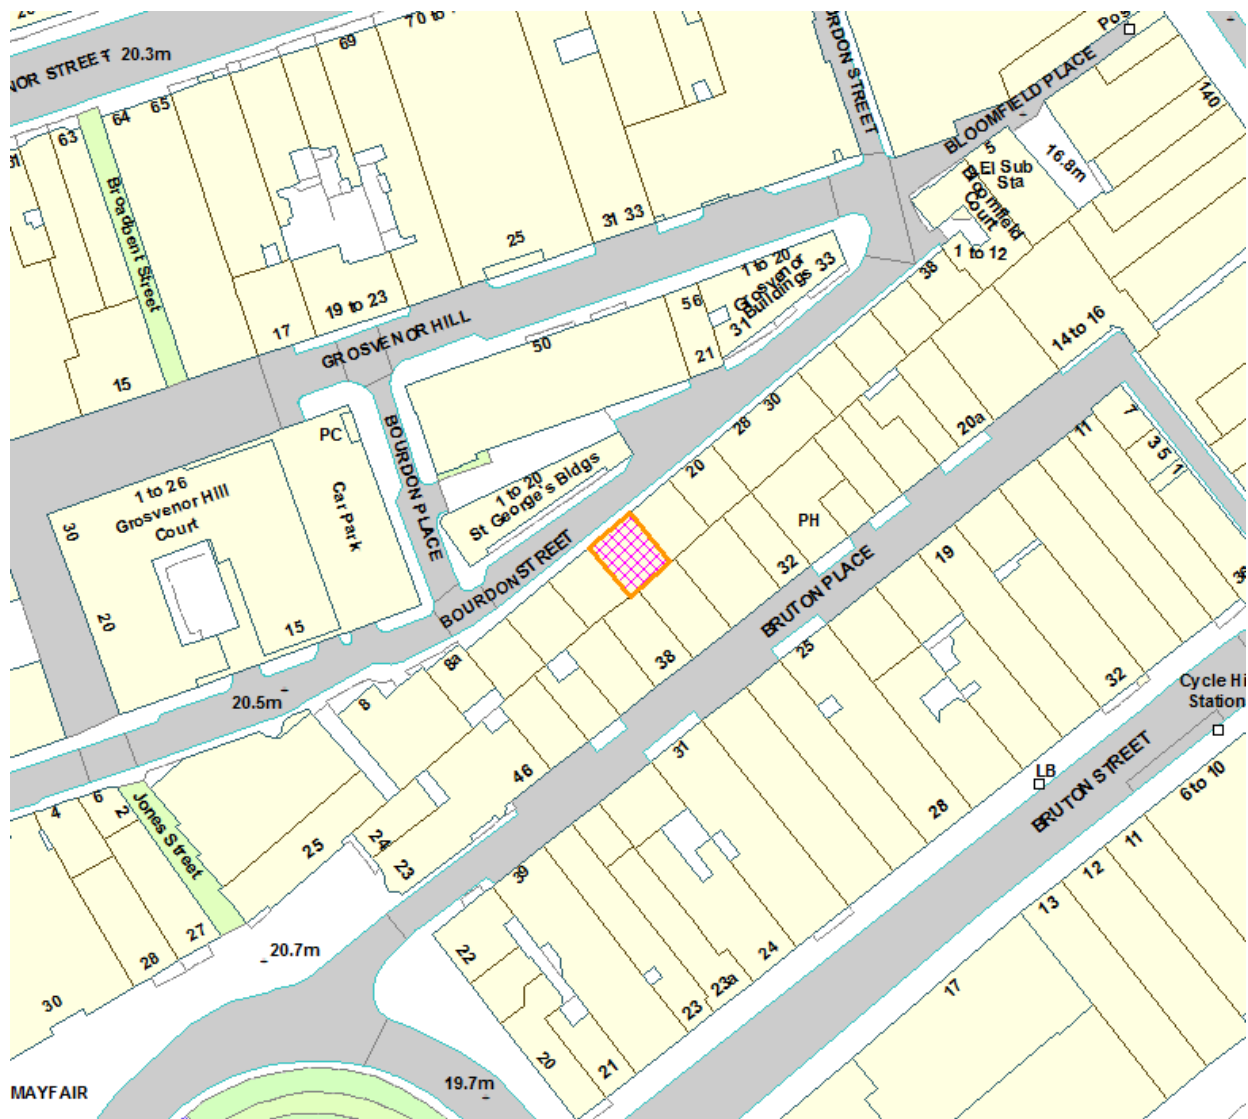 70 to
69
NOR STREET 20.3m
65
64
63
Broadbent Street
ORDON STREET
Pos
BLOOMFIELD PLACE
140
5
El Sub
Sta
16.8m
Bloomfield
Court
1 to 12
38
31 33
25
19 to 23
17
15
GROSVENOR HILL
1 to 20
Grosvenor
Buildings
33
31
56
21
50
14 to 16
30
28
20
20a
11
7
3 5
1
PC
BOURDON PLACE
1 to 20
St George's Bldgs
1 to 26
Grosvenor Hill
Court
Car Park
30
20
15
BOURDON STREET
PH
32
BRUTON PLACE
19
36
25
38
8a
8
20.5m
32
Cycle Hi
Station
31
46
LB
BRUTON STREET
6 to 10
28
11
12
13
17
4
6
2
Jones Street
25
24
23
39
27
28
30
20.7m
22
24
23a
23
21
20
19.7m
MAYFAIR